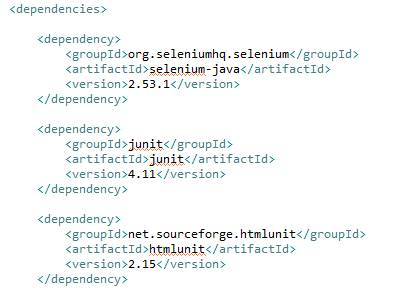 <dependencies>
<dependency>
<groupId>org.seleniumhq.selenium</groupId>
<artifactId>selenium-java</artifactId>
<version>2.53.1</version>
</dependency>
<dependency>
<groupId>junit</groupId>
<artifactId>junit</artifactId>
<version>4.11</version>
</dependency>
<dependency>
<groupId>net.sourceforge.htmlunit</groupId>
<artifactId>htmlunit</artifactId>
<version>2.15</version>
</dependency>